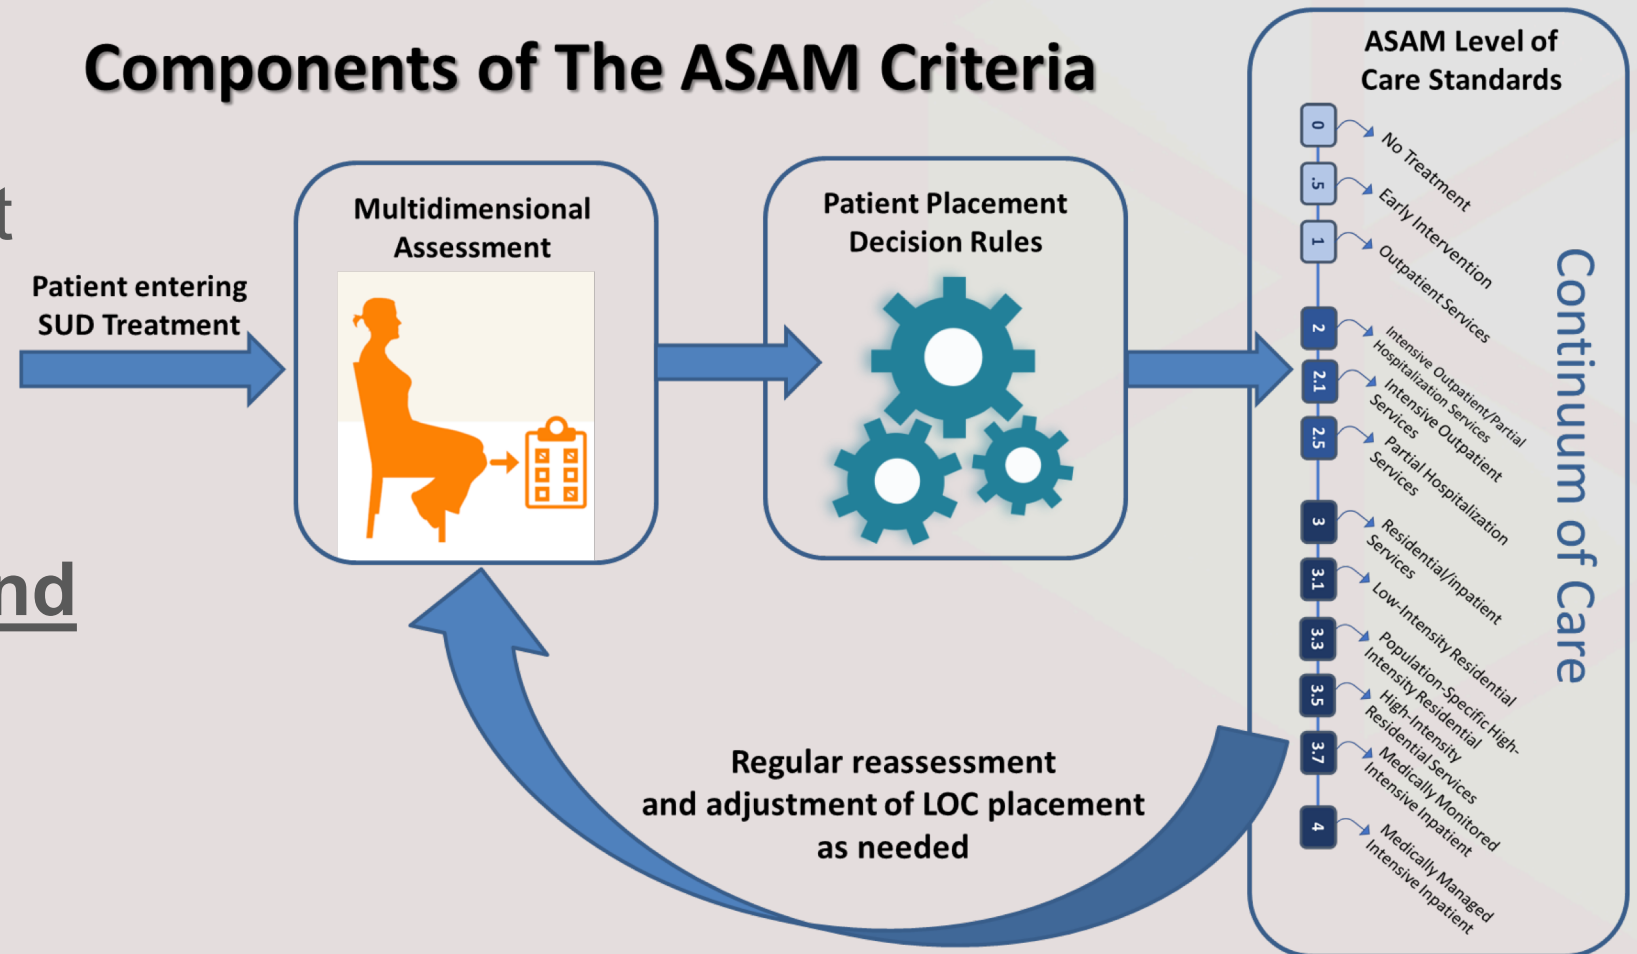 Components of The ASAM Criteria
t
nd
Patient entering
SUD Treatment
Multidimensional
Assessment
Patient Placement
Decision Rules
Regular reassessment
and adjustment of LOC placement
as needed
ASAM Level of
Care Standards
0
No Treatment
.5
Early Intervention
1
Outpatient Services
2
Intensive Outpatient/Partial
Hospitalization Services
2.1
Intensive Outpatient
Services
2.5
Partial Hospitalization
Services
3
Residential/inpatient
Services
3.1
Low-Intensity Residential
3.3
Population-Specific High-
Intensity Residential
3.5
High-Intensity
Residential Services
3.7
Medically Monitored
Intensive Inpatient
4
Medically Managed
Intensive Inpatient
Continuum of Care